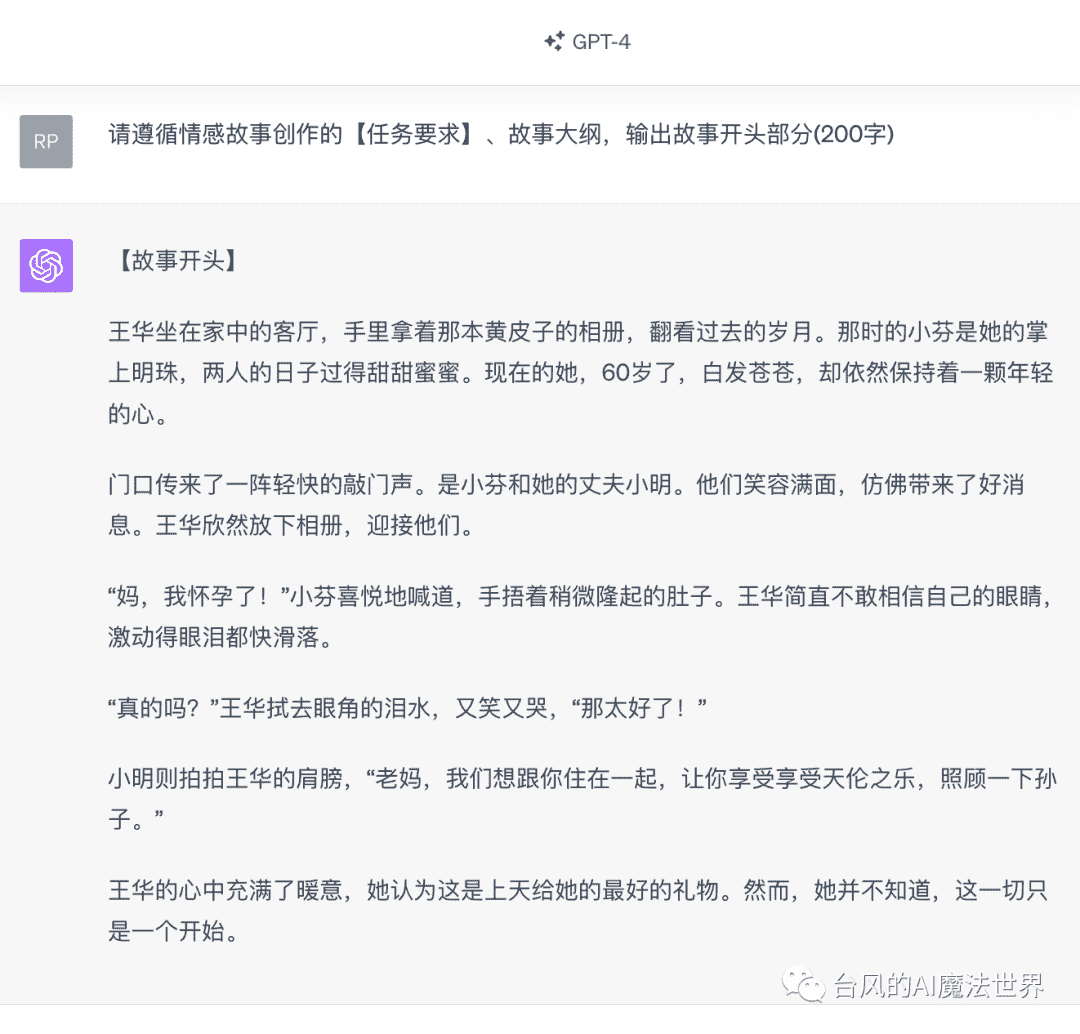 GPT-4
RP
请遵循情感故事创作的【任务要求】、故事大纲，输出故事开头部分(200字)
【故事开头】
王华坐在家中的客厅，手里拿着那本黄皮子的相册，翻看过去的岁月。那时的小芬是她的掌
上明珠，两人的日子过得甜甜蜜蜜。现在的她，60岁了，白发苍苍，却依然保持着一颗年轻
的心。
门口传来了一阵轻快的敲门声。是小芬和她的丈夫小明。他们笑容满面，仿佛带来了好消
息。王华欣然放下相册，迎接他们。
“妈，我怀孕了！”小芬喜悦地喊道，手捂着稍微隆起的肚子。王华简直不敢相信自己的眼睛，
激动得眼泪都快滑落。
“真的吗？”王华拭去眼角的泪水，又笑又哭，“那太好了！”
小明则拍拍王华的肩膀，“老妈，我们想跟你住在一起，让你享受享受天伦之乐，照顾一下孙
子。”
王华的心中充满了暖意，她认为这是上天给她的最好的礼物。然而，她并不知道，这一切只
是一个开始。
台风的AI魔法世界